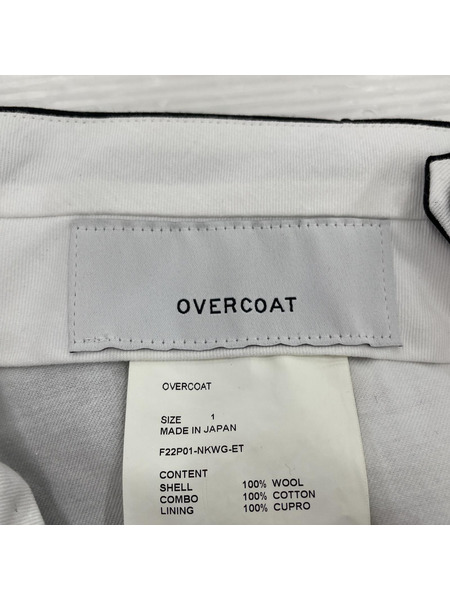 OVERCOAT
OVERCOAT
SIZE 1
MADE IN JAPAN
F22P01-NKWG-ET
CONTENT
SHELL 100% WOOL
COMBO 100% COTTON
LINING 100% CUPRO